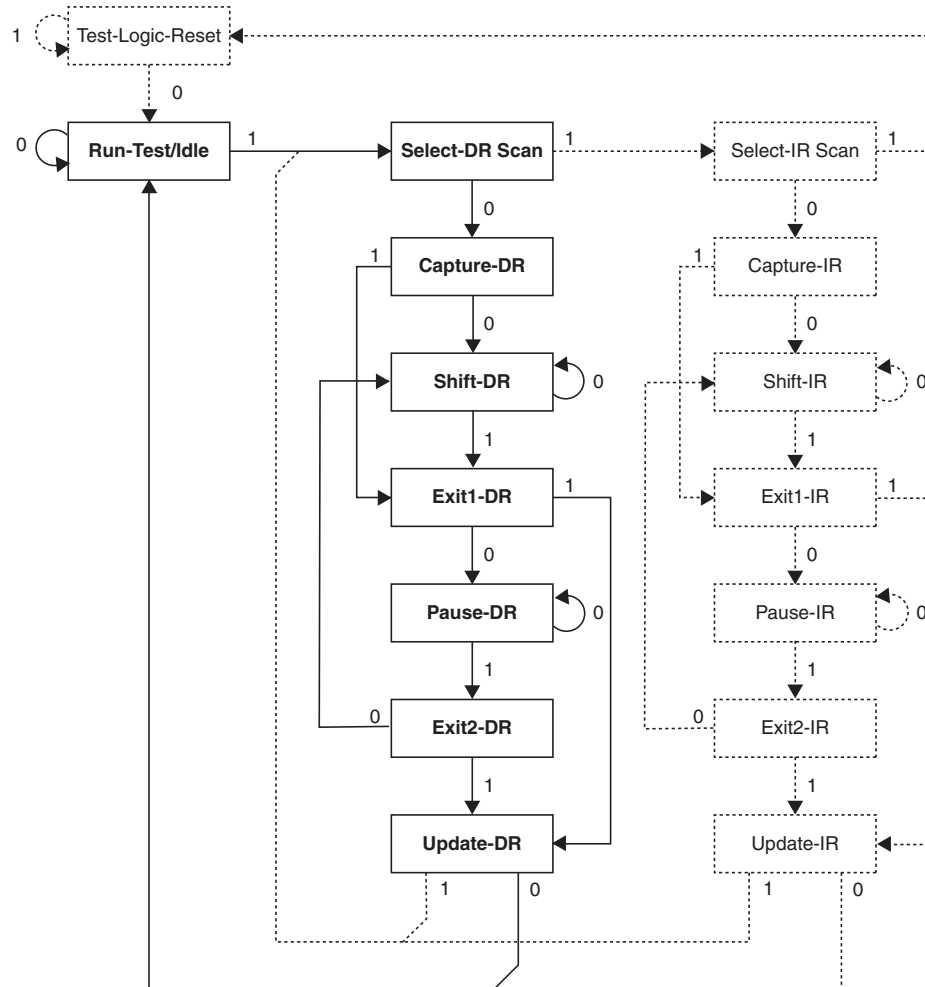 1 Test-Logic-Reset
0
0 Run-Test/Idle 1 Select-DR Scan 1 Select-IR Scan 1
0 0
1 Capture-DR 1 Capture-IR
0 0
Shift-DR 0 Shift-IR 0
1 1
Exit1-DR 1 Exit1-IR 1
0 0
Pause-DR 0 Pause-IR 0
1 1
0 Exit2-DR 0 Exit2-IR
1 1
Update-DR Update-IR
1 0 1 0